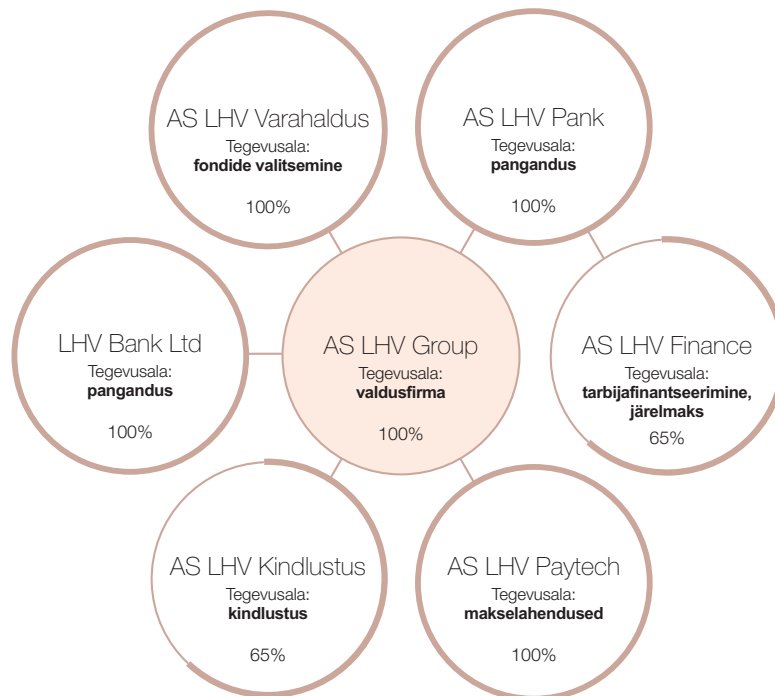 AS LHV Varahaldus
Tegevusala:
fondide valitsemine
100%
AS LHV Pank
Tegevusala:
pangandus
100%
LHV Bank Ltd
Tegevusala:
pangandus
100%
AS LHV Group
Tegevusala:
valdusfirma
100%
AS LHV Finance
Tegevusala:
tarbijafinantseerimine,
järelmaks
65%
AS LHV Kindlustus
Tegevusala:
kindlustus
65%
AS LHV Paytech
Tegevusala:
makselahendused
100%